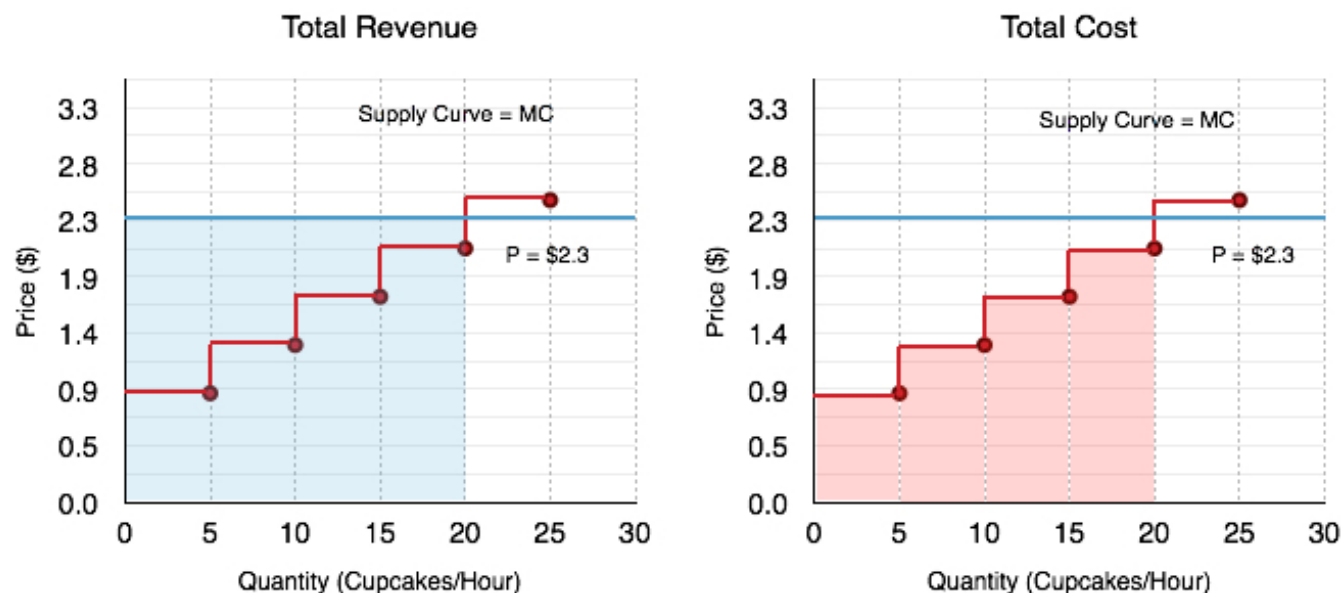 Total Revenue
Supply Curve = MC
3.3
2.8
2.3
1.9
1.4
0.9
0.5
0.0
P = $2.3
Price ($)
0 5 10 15 20 25 30
Quantity (Cupcakes/Hour)
Total Cost
Supply Curve = MC
3.3
2.8
2.3
1.9
1.4
0.9
0.5
0.0
P = $2.3
Price ($)
0 5 10 15 20 25 30
Quantity (Cupcakes/Hour)